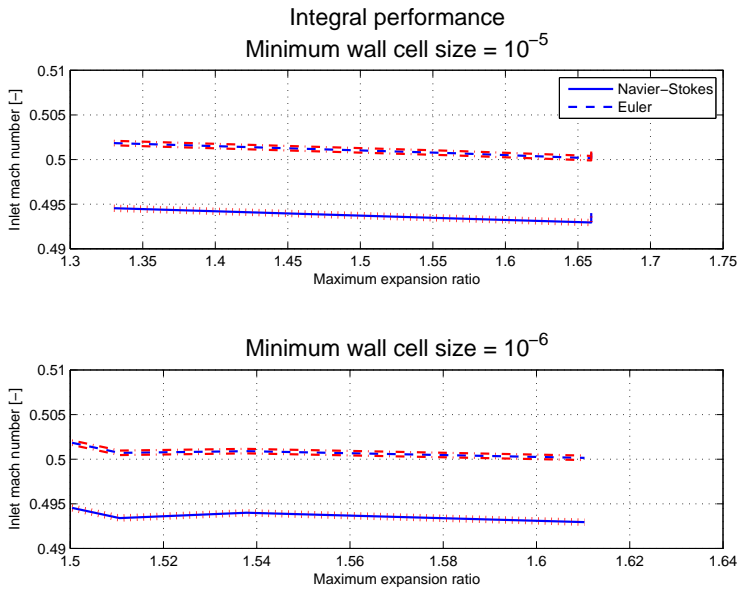 Integral performance
Minimum wall cell size = 10⁻⁵
0.51
0.505
0.5
0.495
0.49
Inlet mach number [−]
Navier−Stokes
Euler
1.3 1.35 1.4 1.45 1.5 1.55 1.6 1.65 1.7 1.75
Maximum expansion ratio
Minimum wall cell size = 10⁻⁶
0.51
0.505
0.5
0.495
0.49
Inlet mach number [−]
1.5 1.52 1.54 1.56 1.58 1.6 1.62 1.64
Maximum expansion ratio